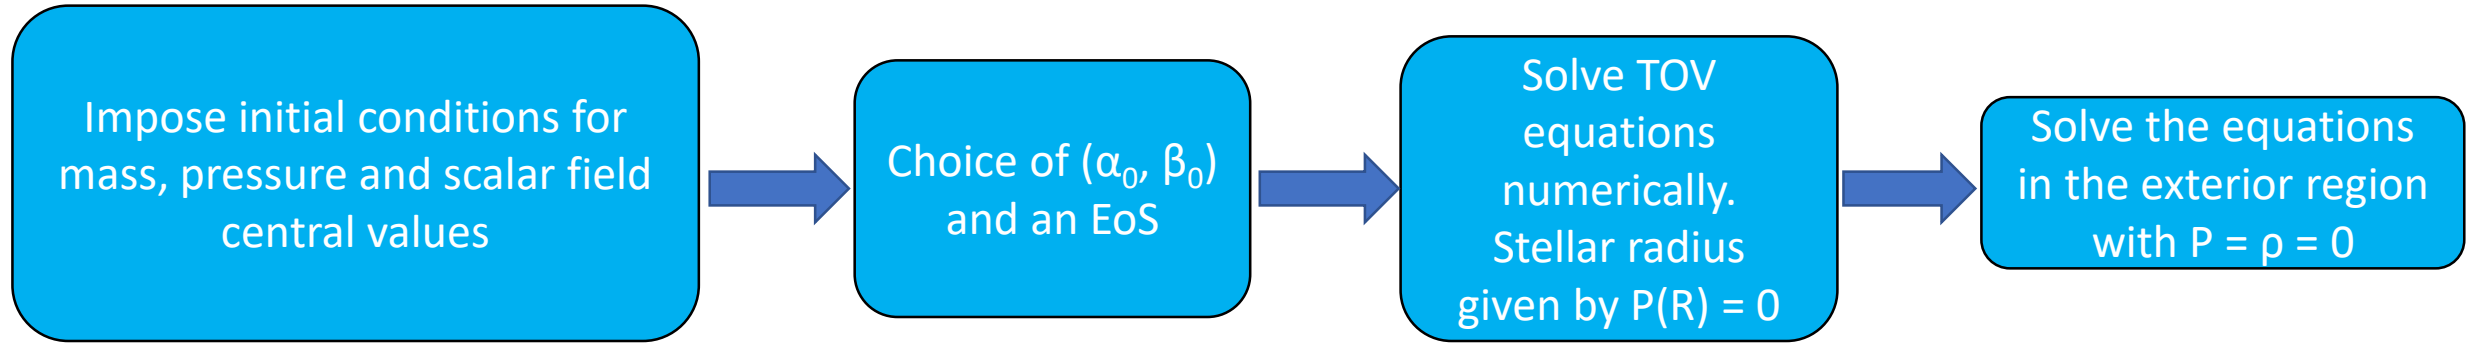 Impose initial conditions for
mass, pressure and scalar field
central values
Choice of (α₀, β₀)
and an EoS
Solve TOV
equations
numerically.
Stellar radius
given by P(R) = 0
Solve the equations
in the exterior region
with P = ρ = 0